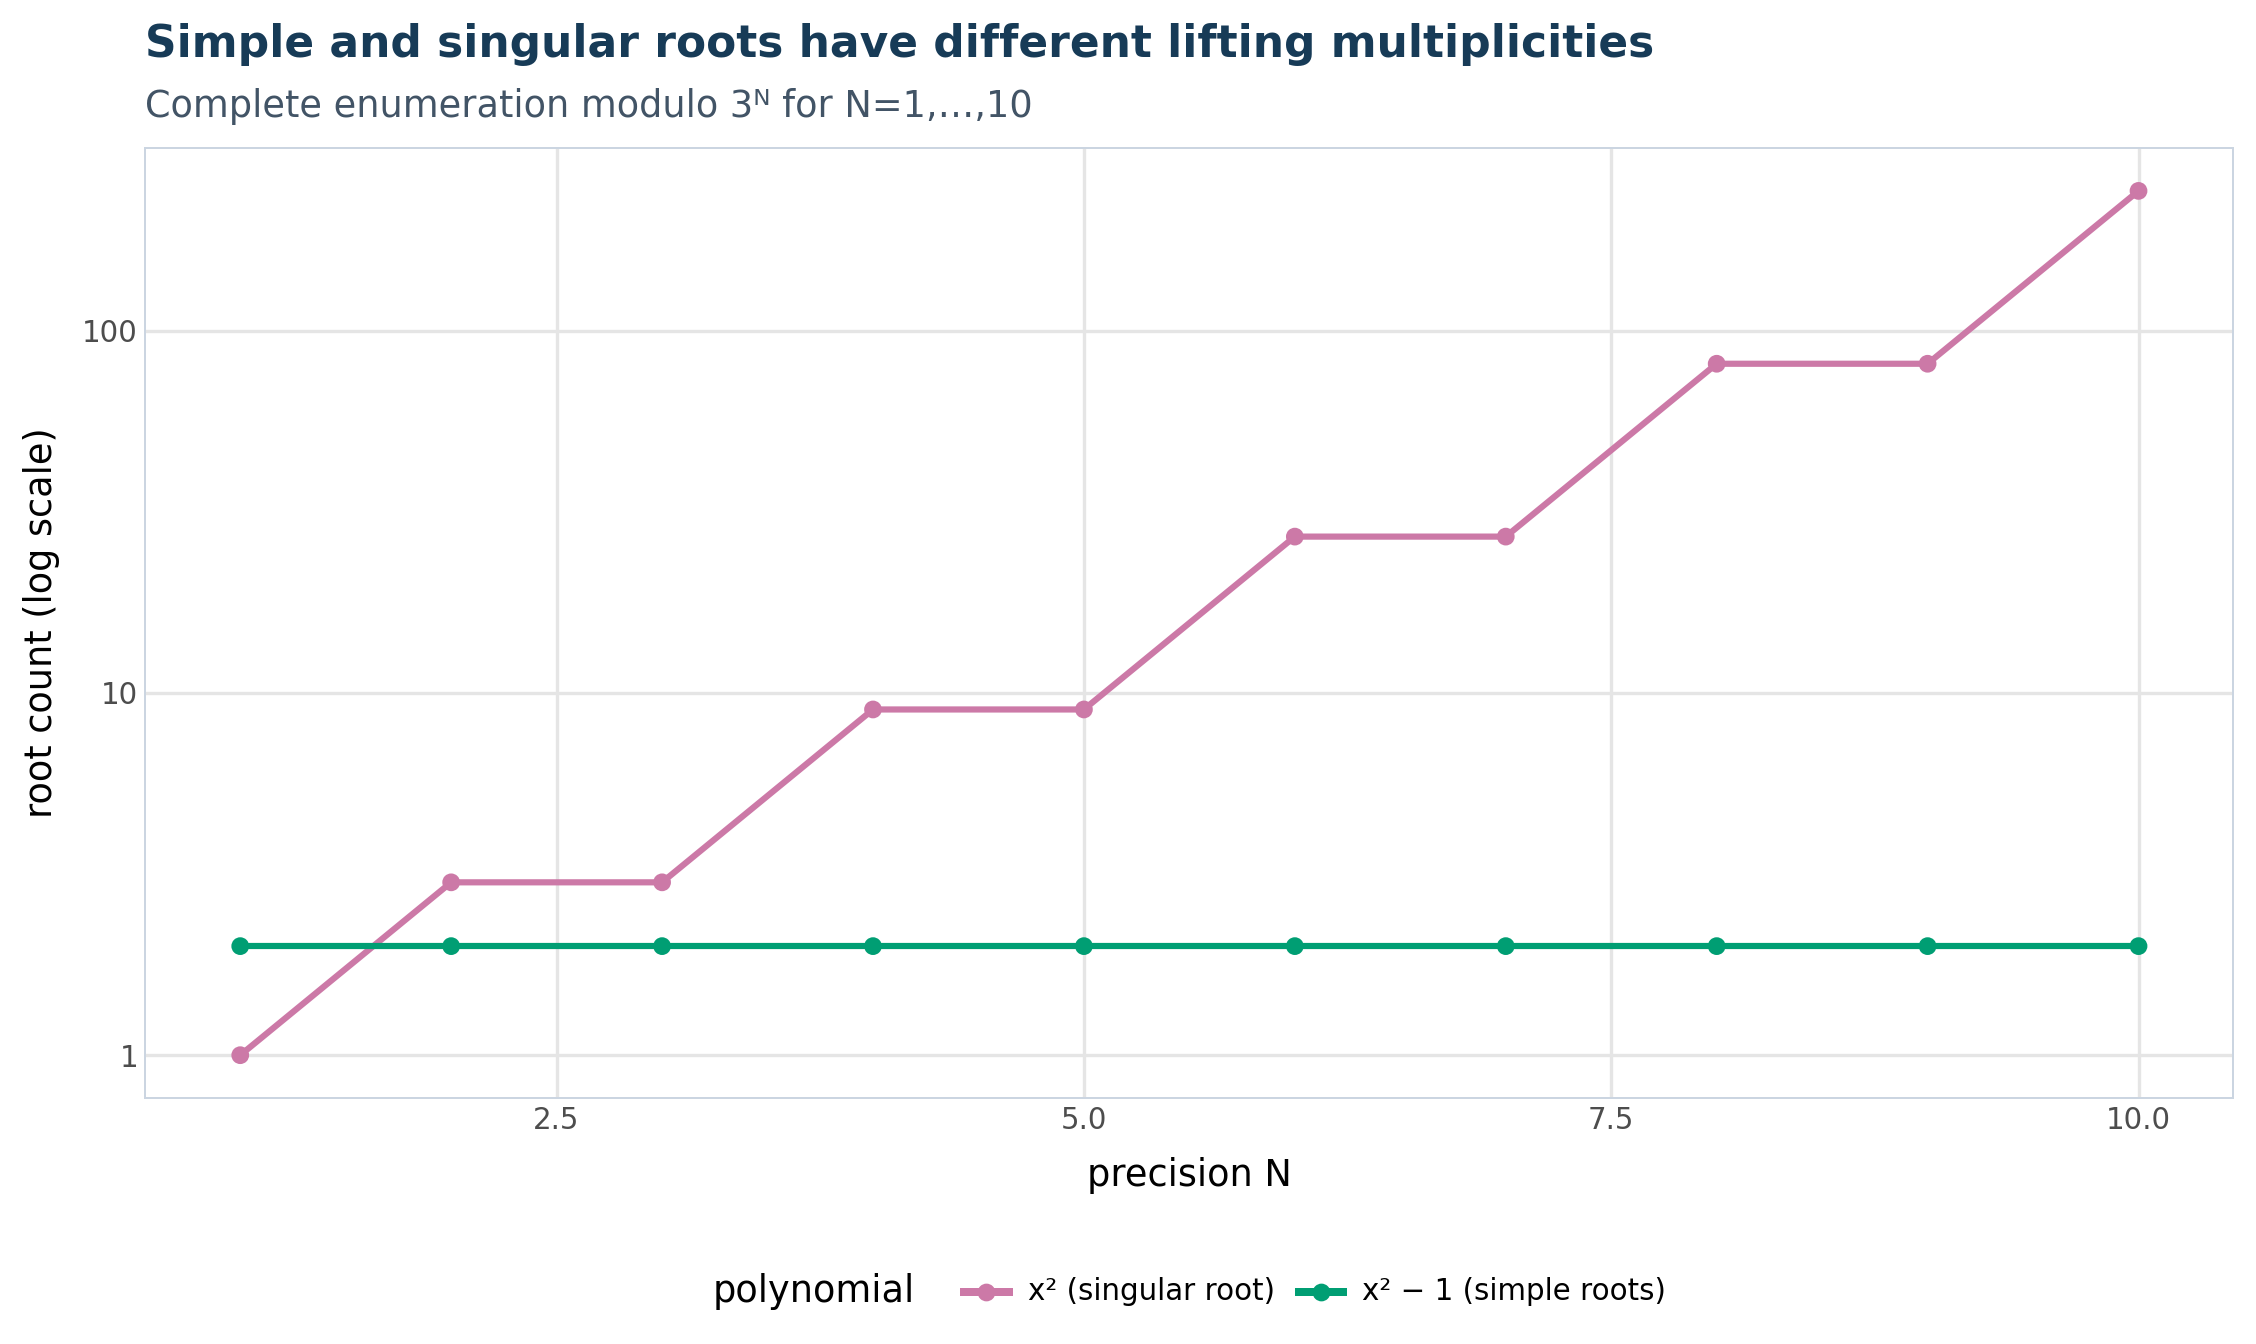 Simple and singular roots have different lifting multiplicities
Complete enumeration modulo 3ᴺ for N=1,…,10
root count (log scale)
100
10
1
2.5
5.0
7.5
10.0
precision N
polynomial
x² (singular root)
x² − 1 (simple roots)